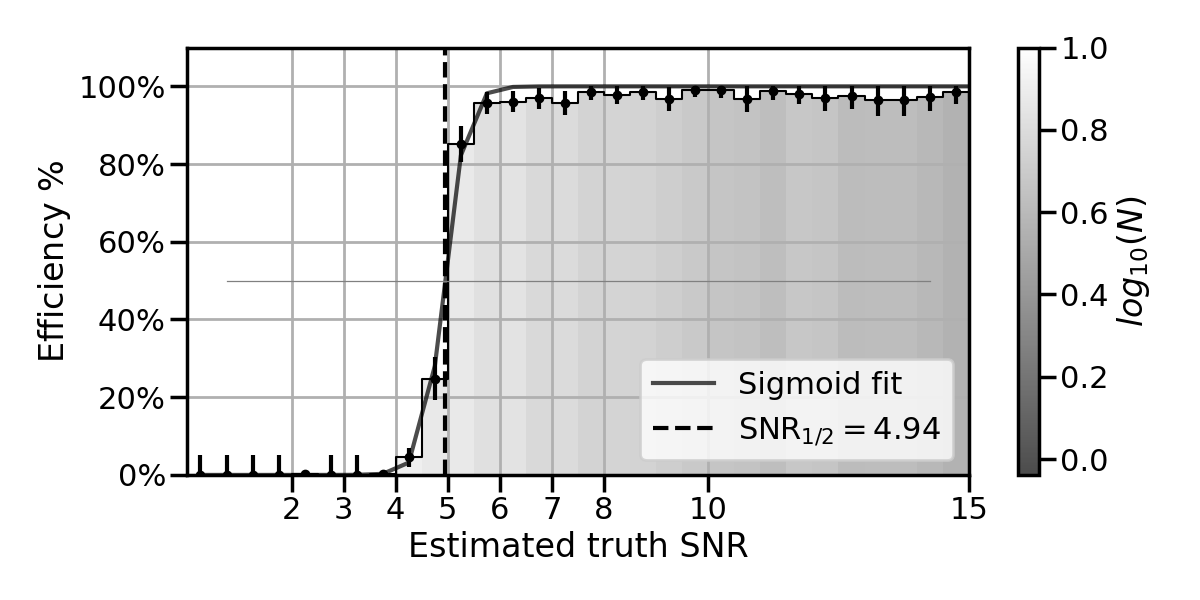 100%
80%
60%
40%
20%
0%
Efficiency %
2 3 4 5 6 7 8 10 15
Estimated truth SNR
Sigmoid fit
SNR₁/₂ = 4.94
1.0
0.8
0.6
0.4
0.2
0.0
log₁₀(N)